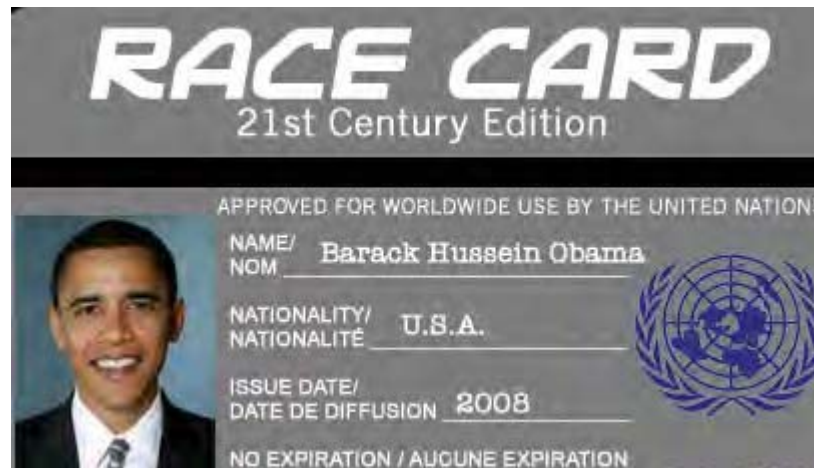 RACE CARD
21st Century Edition
APPROVED FOR WORLDWIDE USE BY THE UNITED NATION
NAME/
NOM Barack Hussein Obama
NATIONALITY/
NATIONALITÉ U.S.A.
ISSUE DATE/
DATE DE DIFFUSION 2008
NO EXPIRATION / AUCUNE EXPIRATION